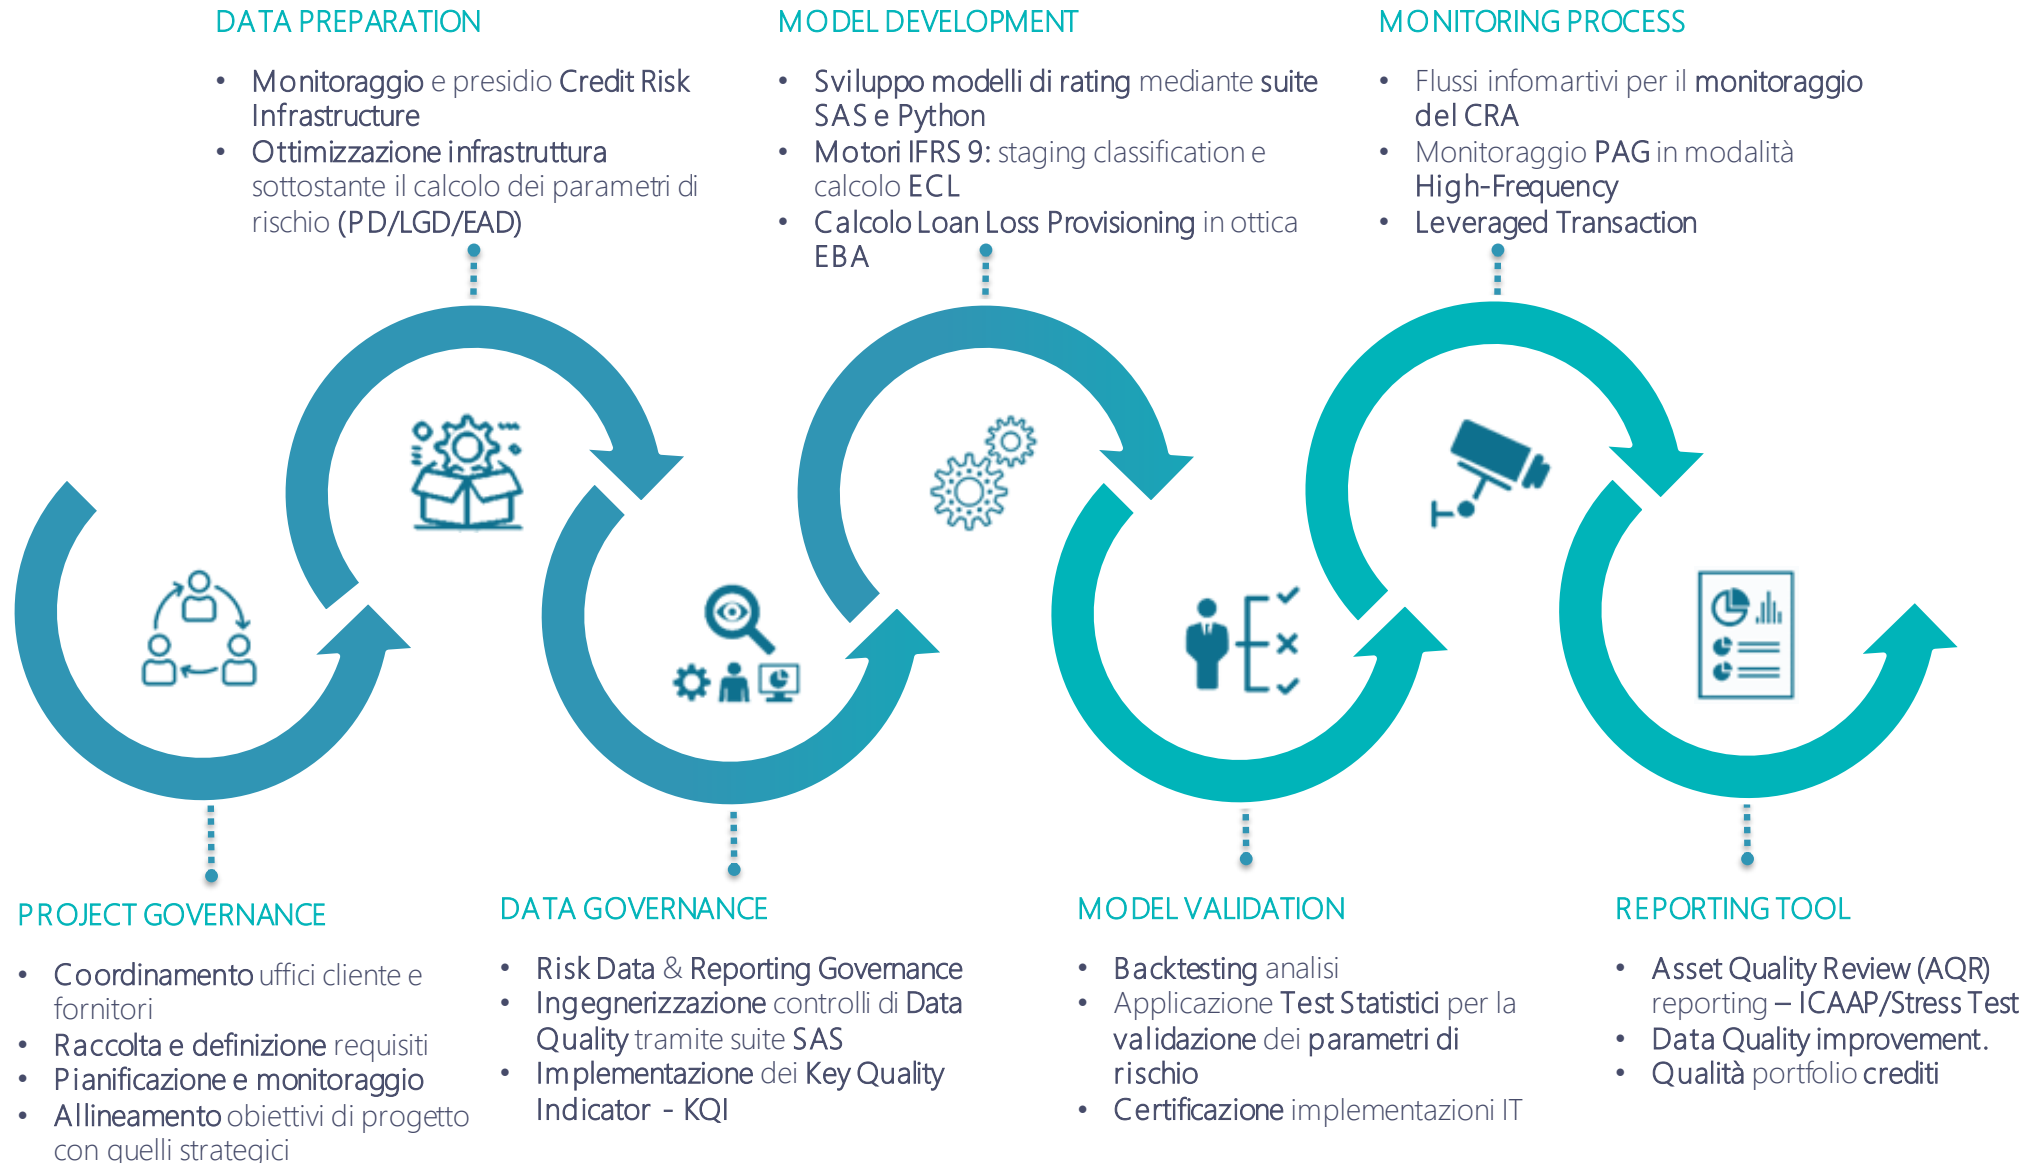 DATA PREPARATION
• Monitoraggio e presidio Credit Risk
Infrastructure
• Ottimizzazione infrastruttura
sottostante il calcolo dei parametri di
rischio (PD/LGD/EAD)
MODEL DEVELOPMENT
• Sviluppo modelli di rating mediante suite
SAS e Python
• Motori IFRS 9: staging classification e
calcolo ECL
• Calcolo Loan Loss Provisioning in ottica
EBA
MONITORING PROCESS
• Flussi infomartivi per il monitoraggio
del CRA
• Monitoraggio PAG in modalità
High-Frequency
• Leveraged Transaction
PROJECT GOVERNANCE
• Coordinamento uffici cliente e
fornitori
• Raccolta e definizione requisiti
• Pianificazione e monitoraggio
• Allineamento obiettivi di progetto
con quelli strategici
DATA GOVERNANCE
• Risk Data & Reporting Governance
• Ingegnerizzazione controlli di Data
Quality tramite suite SAS
• Implementazione dei Key Quality
Indicator - KQI
MODEL VALIDATION
• Backtesting analisi
• Applicazione Test Statistici per la
validazione dei parametri di
rischio
• Certificazione implementazioni IT
REPORTING TOOL
• Asset Quality Review (AQR)
reporting – ICAAP/Stress Test
• Data Quality improvement.
• Qualità portfolio crediti